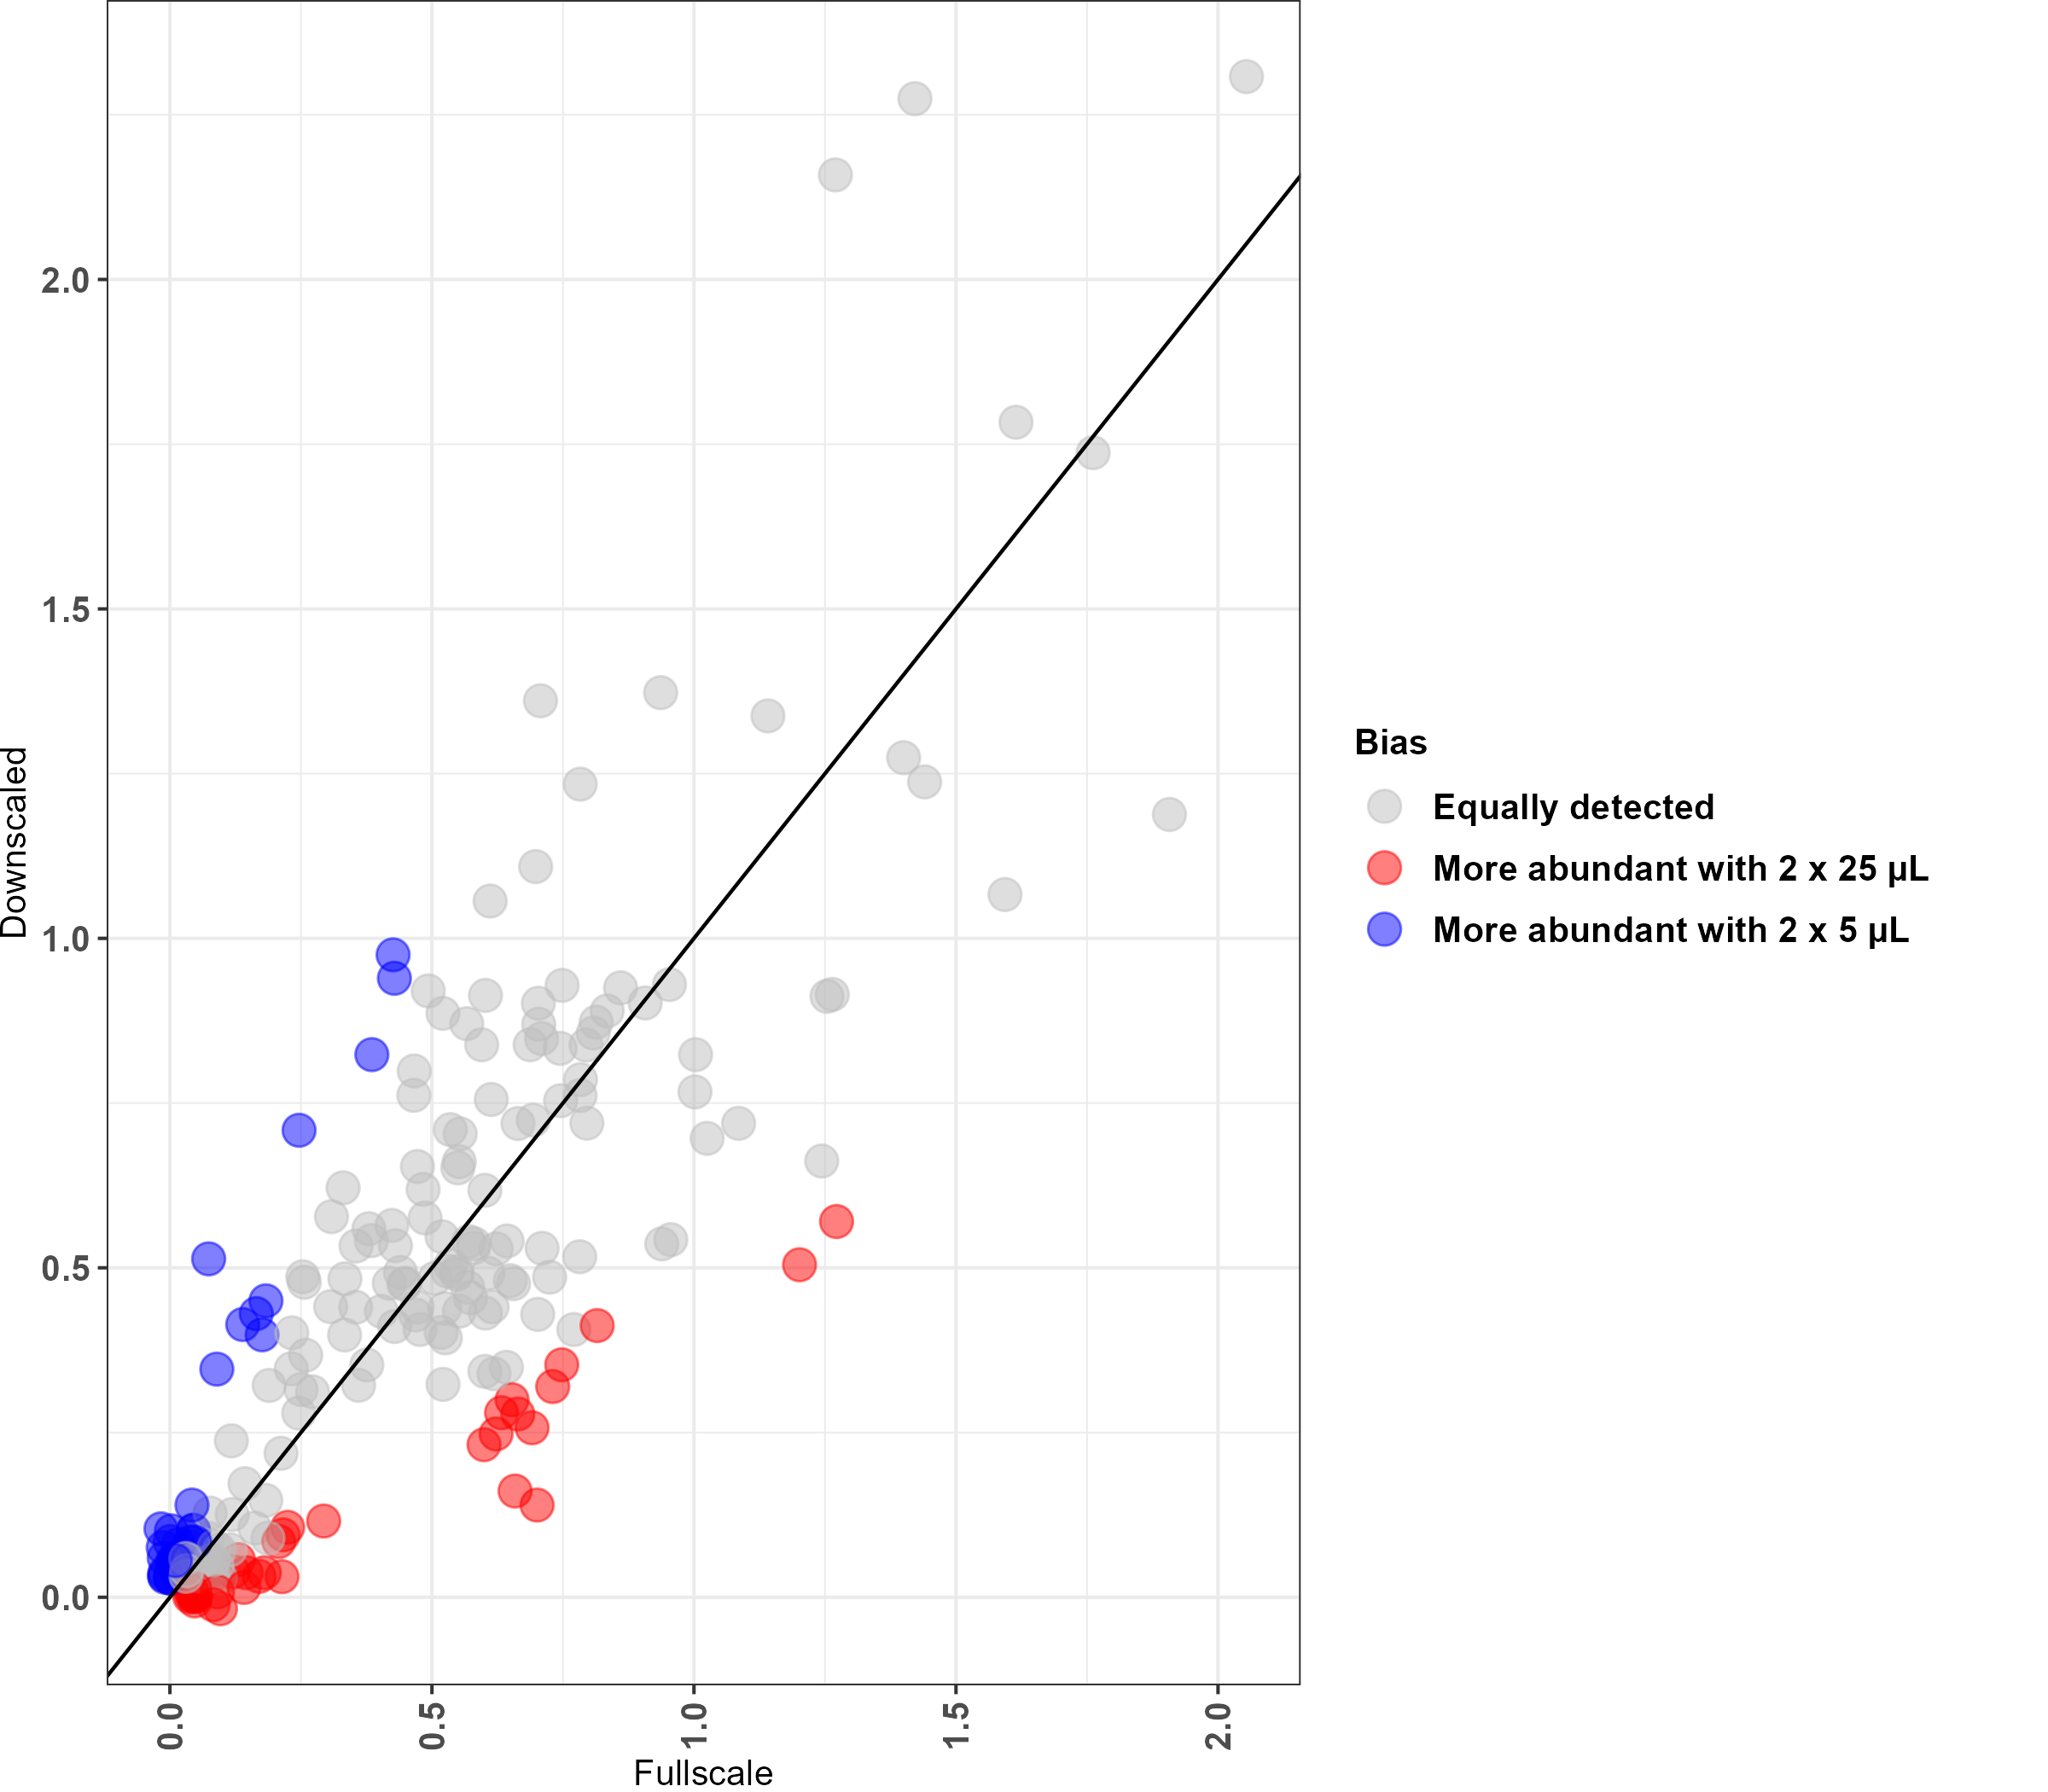 2.0
1.5
1.0
0.5
0.0
Downscaled
0.0
0.5
1.0
1.5
2.0
Fullscale
Bias
Equally detected
More abundant with 2 x 25 µL
More abundant with 2 x 5 µL